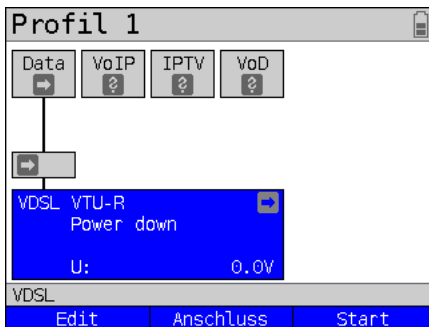 Profil 1
Data VoIP IPTV VoD
VDSL VTU-R
Power down
U: 0.0V
VDSL
Edit Anschluss Start